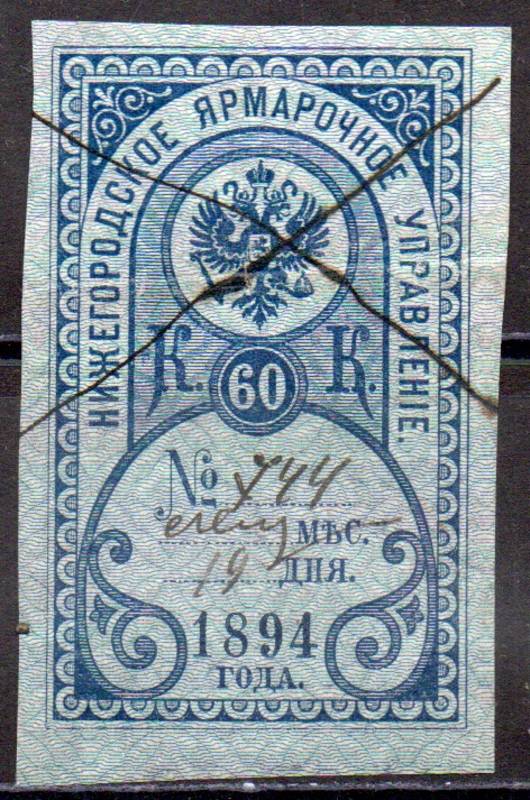 НИЖЕГОРОДСКОЕ ЯРМАРОЧНОЕ УПРАВЛЕНІЕ.
К. 60 К.
№ 744
МѢС.
19 ДНЯ.
1894
ГОДА.